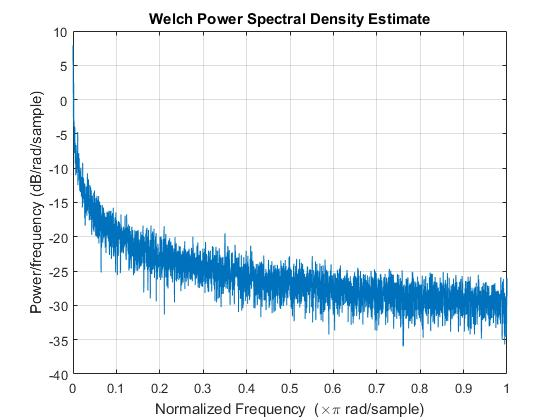 Welch Power Spectral Density Estimate
10
5
0
-5
-10
-15
-20
-25
-30
-35
-40
Power/frequency (dB/rad/sample)
0 0.1 0.2 0.3 0.4 0.5 0.6 0.7 0.8 0.9 1
Normalized Frequency (×π rad/sample)